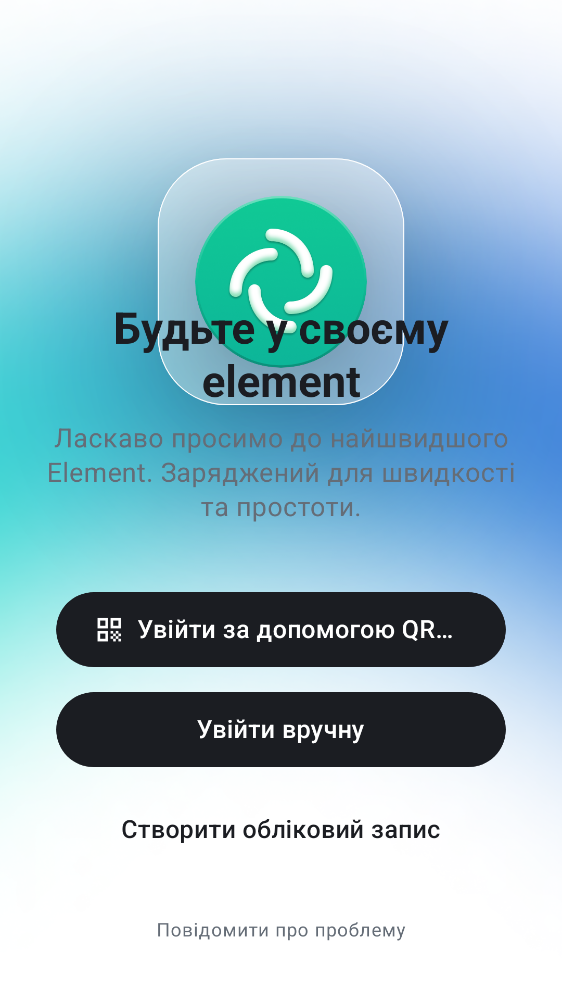 Будьте у своєму
element
Ласкаво просимо до найшвидшого
Element. Заряджений для швидкості
та простоти.
Увійти за допомогою QR...
Увійти вручну
Створити обліковий запис
Повідомити про проблему